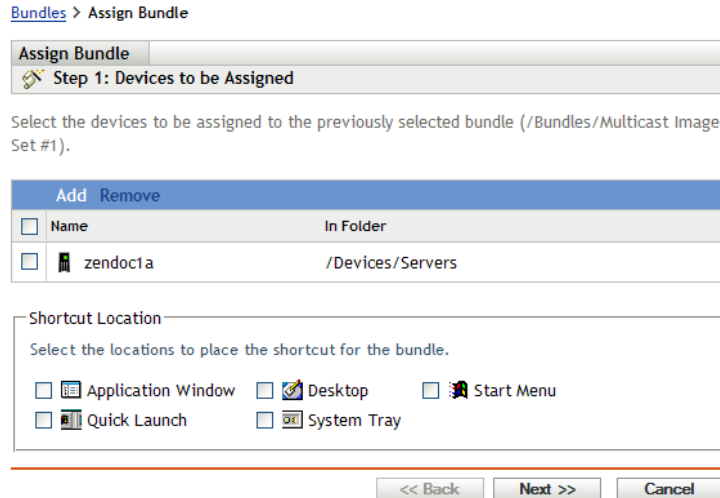 Bundles > Assign Bundle
Assign Bundle
Step 1: Devices to be Assigned
Select the devices to be assigned to the previously selected bundle (/Bundles/Multicast Image
Set #1).
Add Remove
Name In Folder
zendoc1a /Devices/Servers
Shortcut Location
Select the locations to place the shortcut for the bundle.
Application Window Desktop Start Menu
Quick Launch System Tray
<< Back Next >> Cancel